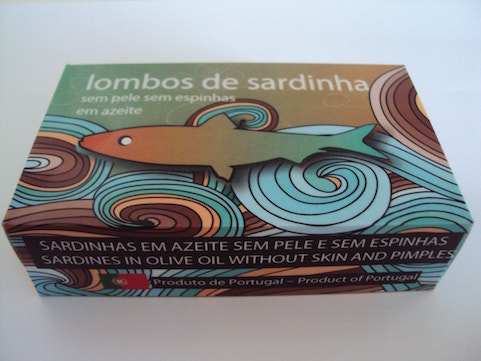 lombos de sardinha
sem pele sem espinhas
em azeite
SARDINHAS EM AZEITE SEM PELE E SEM ESPINHAS
SARDINES IN OLIVE OIL WITHOUT SKIN AND PIMPLES
Produto de Portugal – Product of Portugal